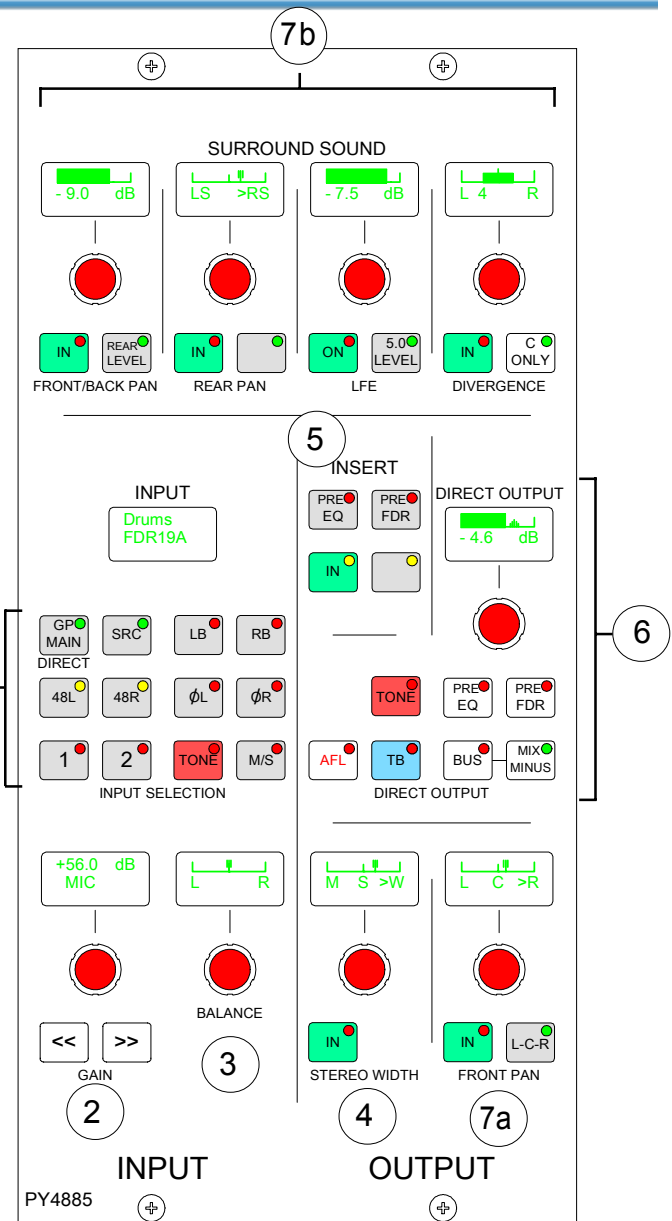 7b
SURROUND SOUND
- 9.0 dB
LS >RS
- 7.5 dB
L 4 R
IN
REAR LEVEL
IN
ON
5.0 LEVEL
IN
C ONLY
FRONT/BACK PAN
REAR PAN
LFE
DIVERGENCE
5
INSERT
PRE EQ
PRE FDR
IN
INPUT
Drums
FDR19A
DIRECT OUTPUT
- 4.6 dB
6
GP MAIN
SRC
LB
RB
DIRECT
48L
48R
ØL
ØR
1
2
TONE
M/S
INPUT SELECTION
TONE
PRE EQ
PRE FDR
AFL
TB
BUS
MIX MINUS
DIRECT OUTPUT
+56.0 dB
MIC
L R
M S >W
L C >R
BALANCE
<<
>>
GAIN
IN
IN
L-C-R
STEREO WIDTH
FRONT PAN
2
3
4
7a
INPUT
OUTPUT
PY4885